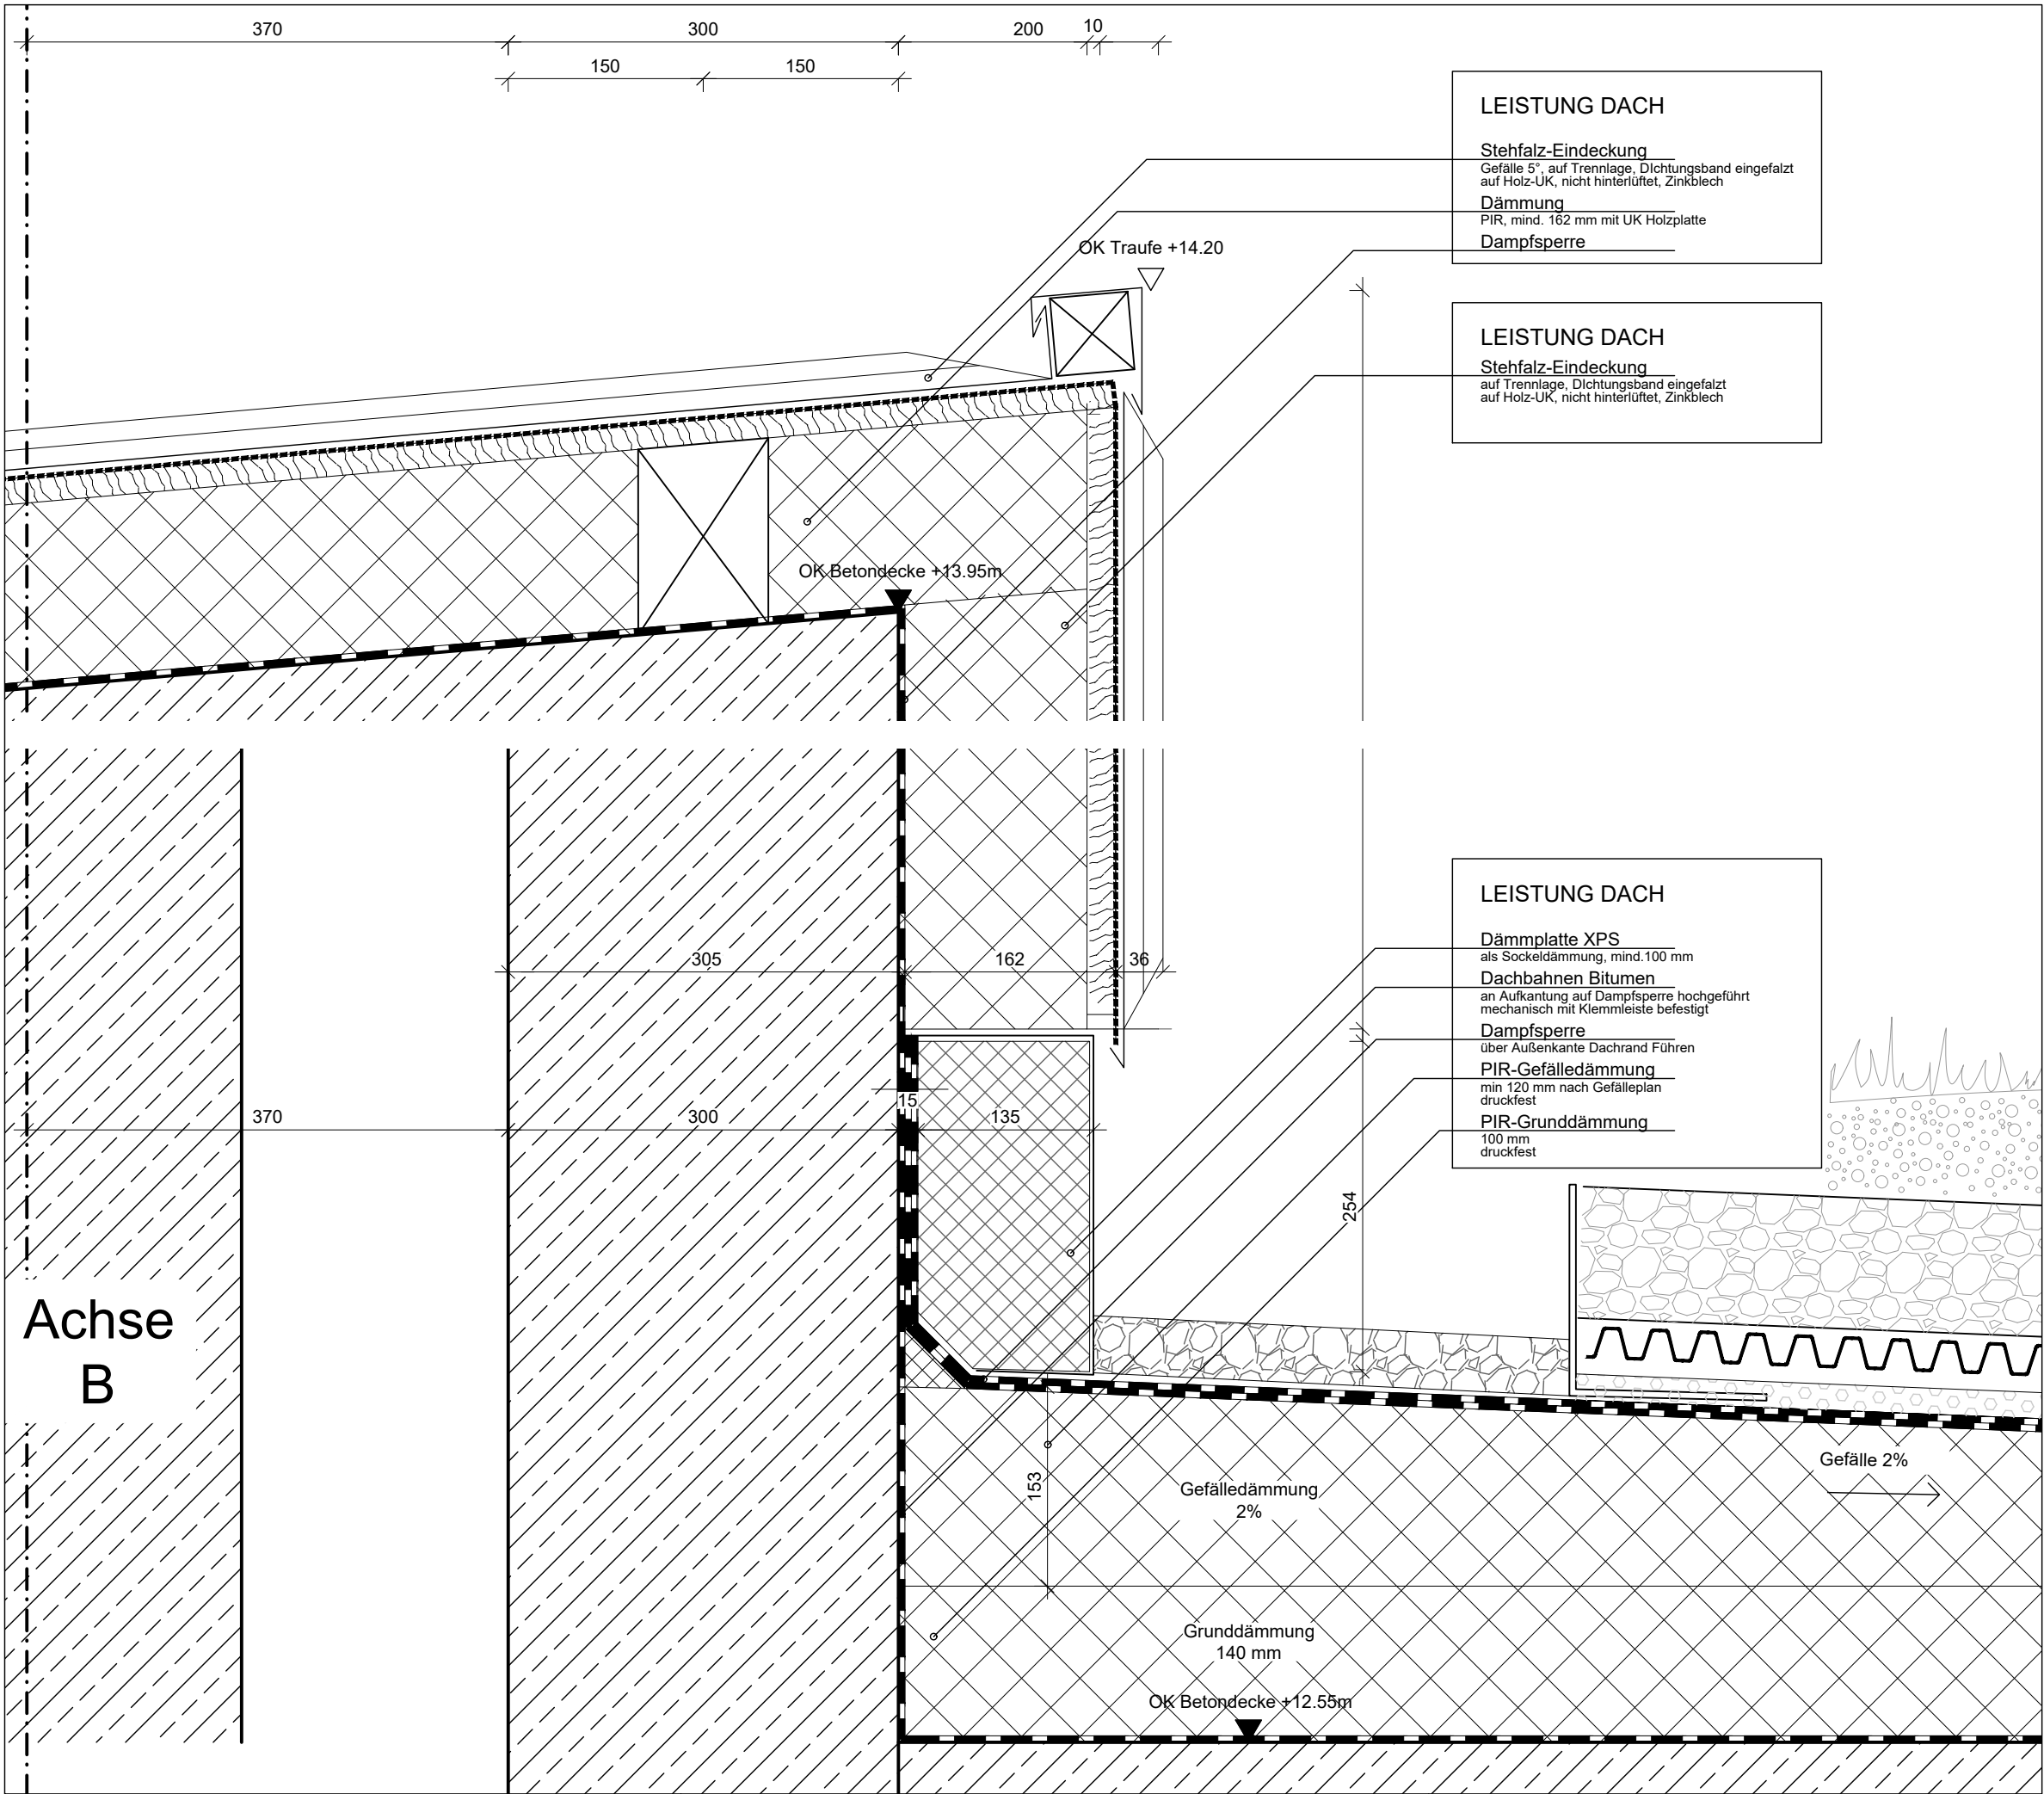 370
300
200
10
150
150
LEISTUNG DACH
Stehfalz-Eindeckung
Gefälle 5°, auf Trennlage, DIchtungsband eingefalzt
auf Holz-UK, nicht hinterlüftet, Zinkblech
Dämmung
PIR, mind. 162 mm mit UK Holzplatte
Dampfsperre
OK Traufe +14.20
LEISTUNG DACH
Stehfalz-Eindeckung
auf Trennlage, DIchtungsband eingefalzt
auf Holz-UK, nicht hinterlüftet, Zinkblech
OK Betondecke +13.95m
LEISTUNG DACH
Dämmplatte XPS
als Sockeldämmung, mind.100 mm
Dachbahnen Bitumen
an Aufkantung auf Dampfsperre hochgeführt
mechanisch mit Klemmleiste befestigt
Dampfsperre
über Außenkante Dachrand Führen
PIR-Gefälledämmung
min 120 mm nach Gefälleplan
druckfest
PIR-Grunddämmung
100 mm
druckfest
305
162
36
15
370
300
135
254
Achse
B
153
Gefälledämmung
2%
Gefälle 2%
Grunddämmung
140 mm
OK Betondecke +12.55m